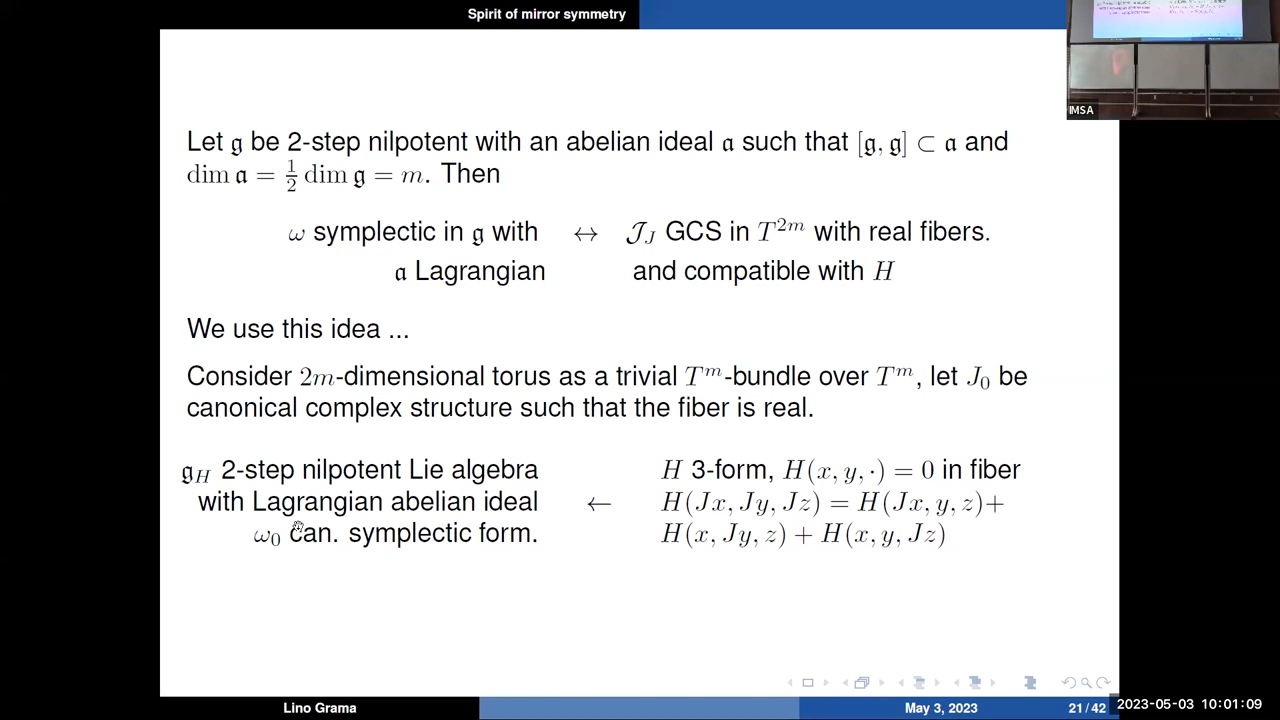 Spirit of mirror symmetry
IMSA
Let 𝔤 be 2-step nilpotent with an abelian ideal 𝔞 such that [𝔤, 𝔤] ⊂ 𝔞 and
dim 𝔞 = 1/2 dim 𝔤 = m. Then
ω symplectic in 𝔤 with ↔ 𝒥_J GCS in T^{2m} with real fibers.
𝔞 Lagrangian and compatible with H
We use this idea ...
Consider 2m-dimensional torus as a trivial T^m-bundle over T^m, let J_0 be
canonical complex structure such that the fiber is real.
𝔤_H 2-step nilpotent Lie algebra H 3-form, H(x, y, ·) = 0 in fiber
with Lagrangian abelian ideal ← H(Jx, Jy, Jz) = H(Jx, y, z)+
ω_0 can. symplectic form. H(x, Jy, z) + H(x, y, Jz)
Lino Grama May 3, 2023 21 / 42
2023-05-03 10:01:09